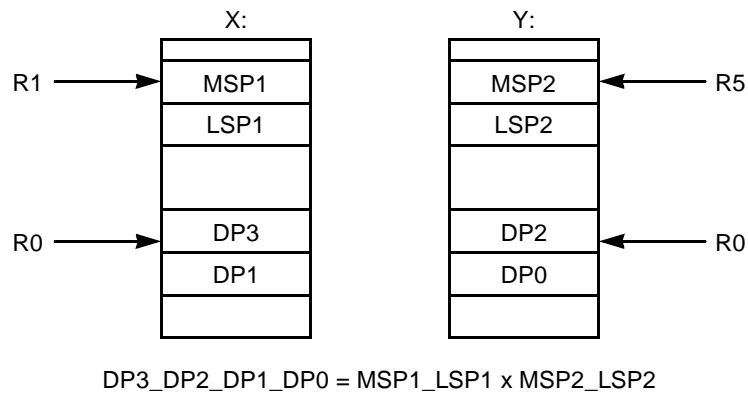 X: Y:
R1 MSP1 MSP2 R5
LSP1 LSP2
R0 DP3 DP2 R0
DP1 DP0
DP3_DP2_DP1_DP0 = MSP1_LSP1 x MSP2_LSP2